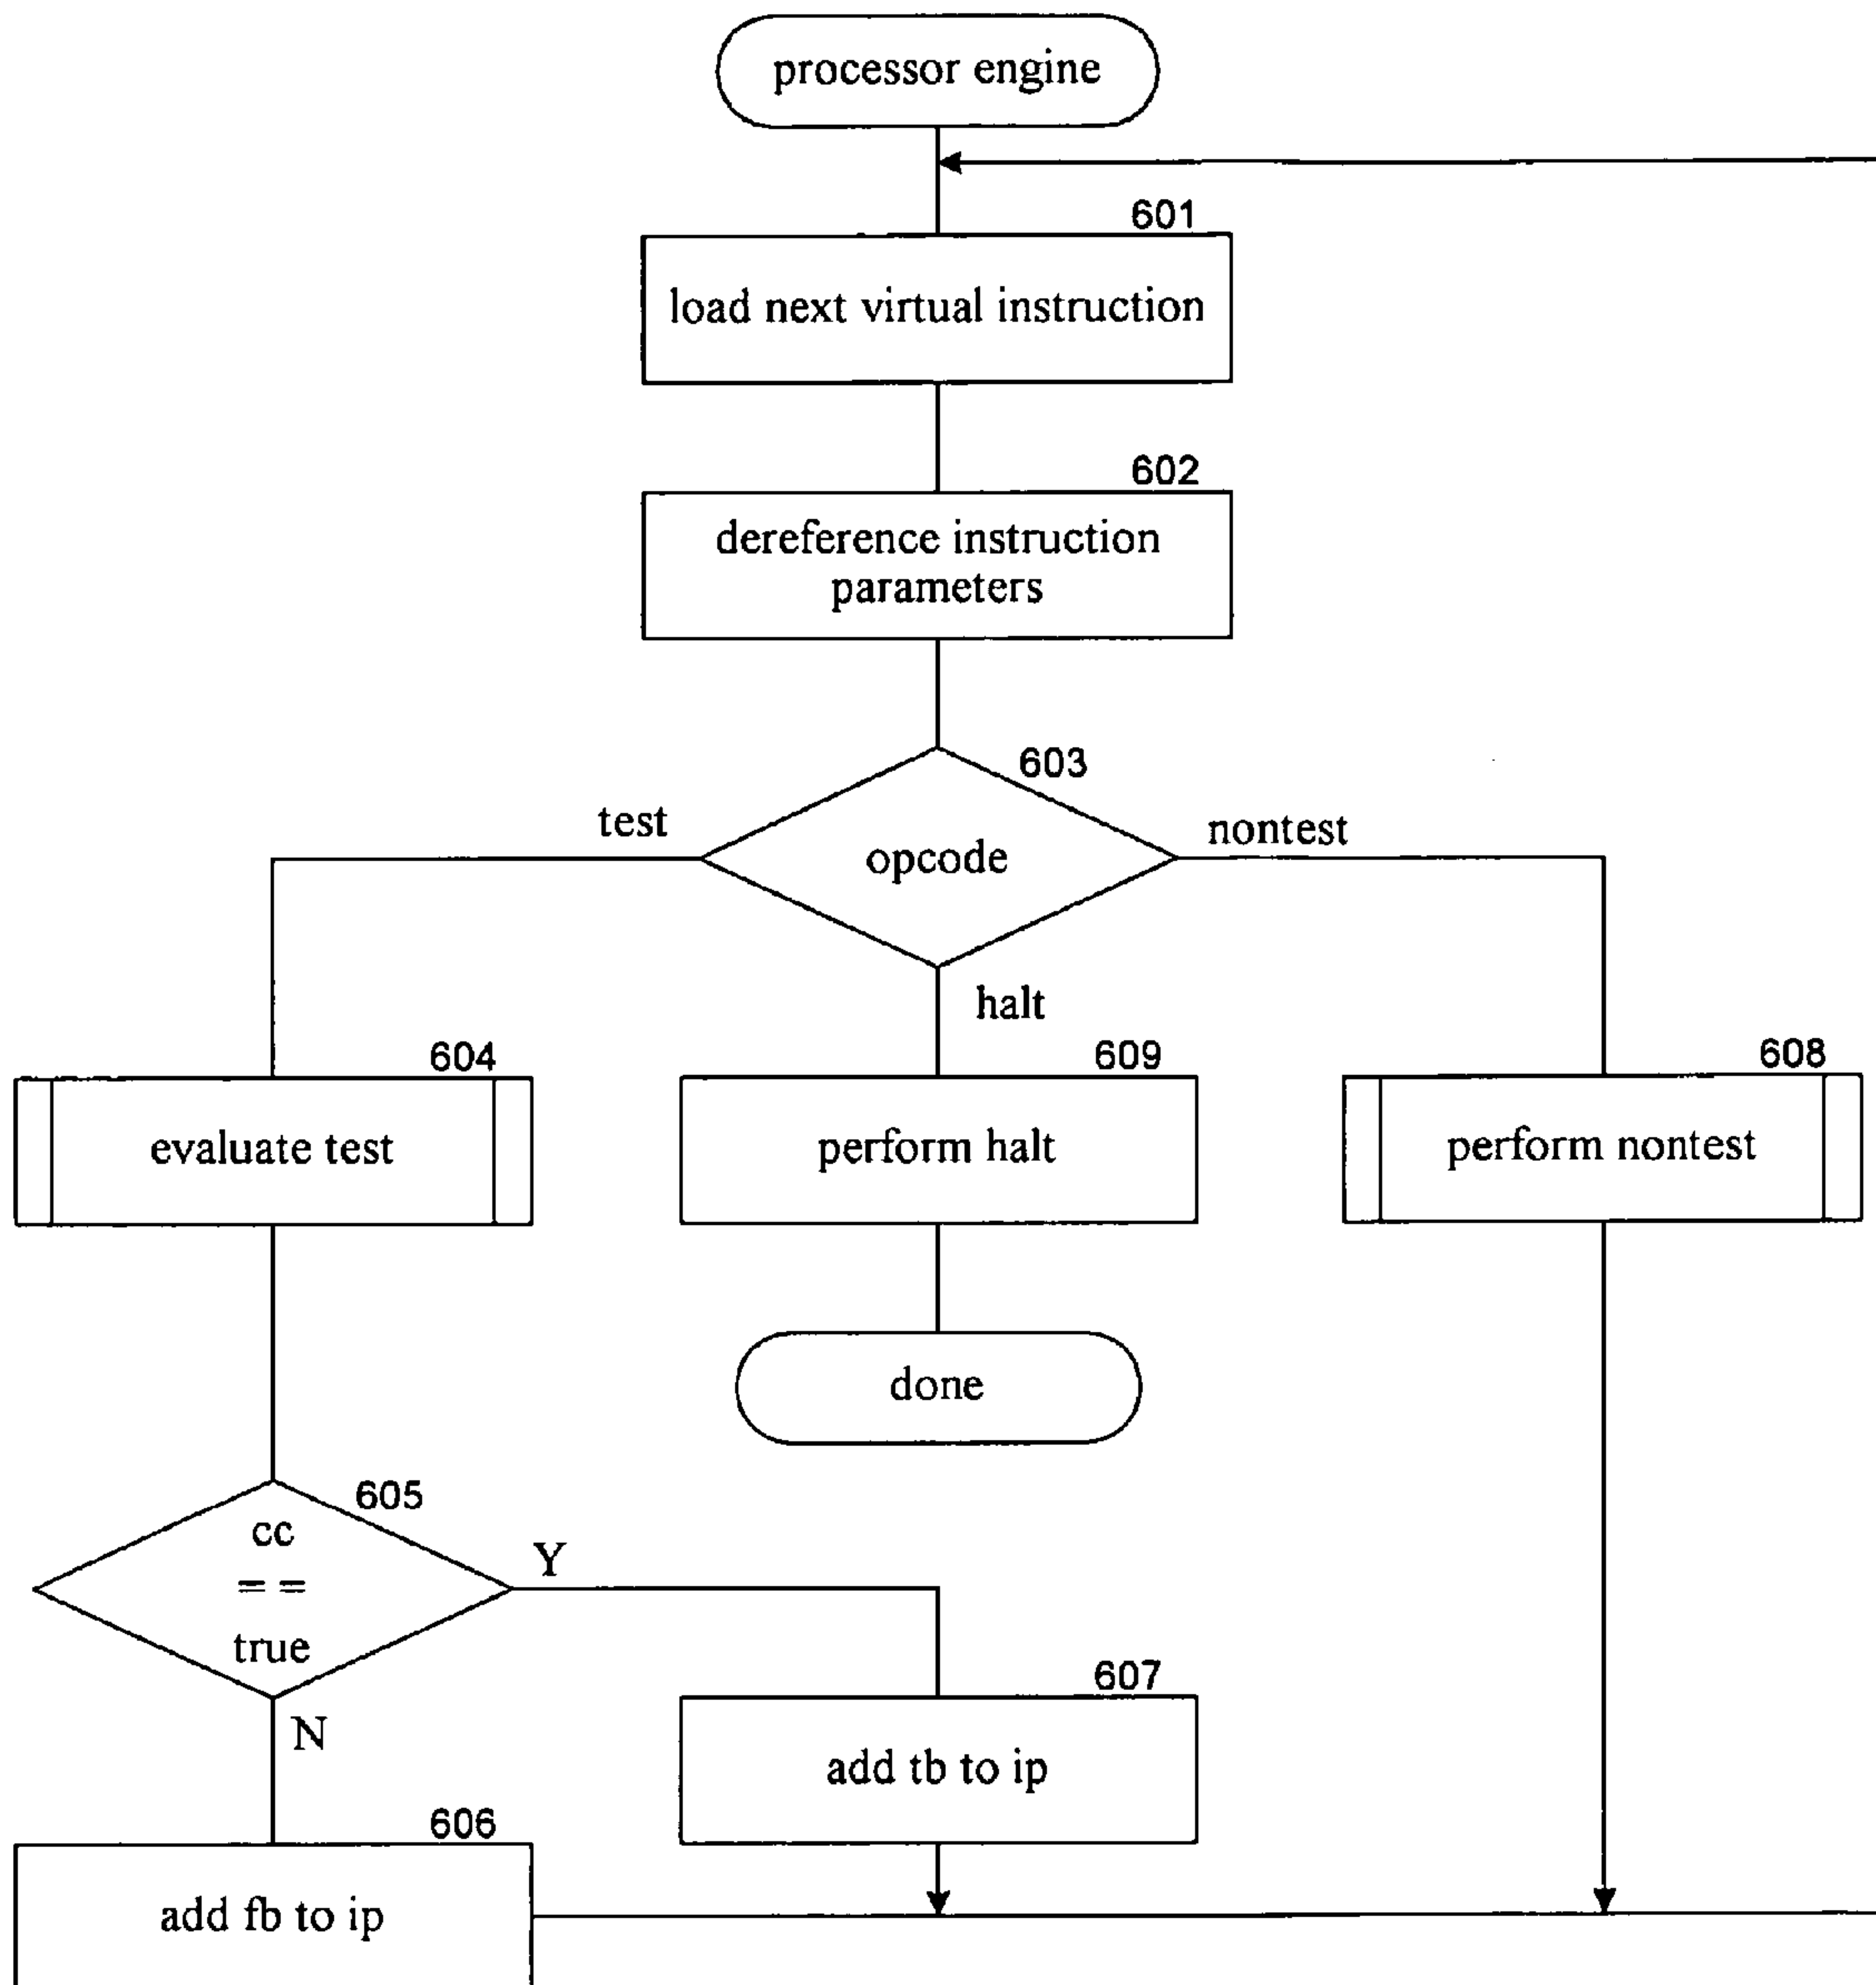 processor engine
601
load next virtual instruction
602
dereference instruction
parameters
603
test
nontest
opcode
halt
604
609
608
evaluate test
perform halt
perform nontest
done
605
cc
= =
true
Y
N
607
add tb to ip
606
add fb to ip